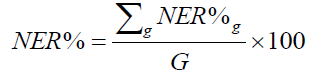 NER% = ∑g NER%g / G ×100